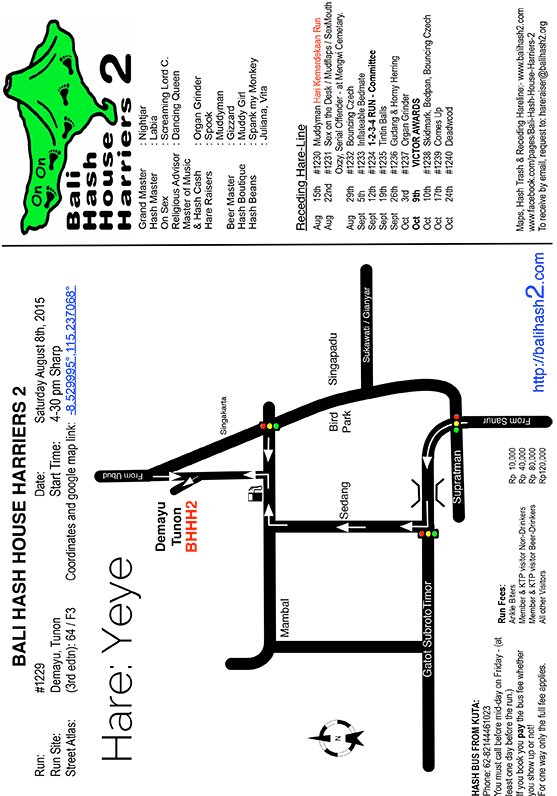 BALI HASH HOUSE HARRIERS 2
Run: #1229 Date: Saturday August 8th, 2015
Run Site: Demayu, Tunon Start Time: 4-30 pm Sharp
Street Atlas: (3rd edtn): 64 / F3 Coordinates and google map link: -8.529995°,115.237068°
Hare: Yeye
From Ubud
Demayu
Tunon
BHHH2
Singakarta
Mambal
Sedang
Bird
Park
Singapadu
Sukawati / Gianyar
N
Gatot SubrotoTimor
Supratman
From Sanur
HASH BUS FROM KUTA:
Phone: 62-82144461023
You must call before mid-day on Friday - (at
least one day before the run.)
If you book you pay the bus fee whether
you show up or not!
For one way only the full fee applies.
Run Fees:
Ankle Biters Rp 10,000
Member & KTP visitor Non-Drinkers Rp 40,000
Member & KTP visitor Beer-Drinkers Rp 80,000
All other Visitors Rp120,000
http://balihash2.com
On On
Bali
Hash
House
Harriers 2
Grand Master : Nightjar
Hash Master : Labia
On Sex : Screaming Lord C.
Religious Advisor : Dancing Queen
Master of Music
& Hash Cash : Organ Grinder
Hare Raisers : Spook
: Muddyman
Beer Master : Gizzard
Hash Boutique : Muddy Girl
Hash Beans : Spank my Monkey
Juliana, Vita
Receding Hare-Line
Aug 15th #1230 Muddyman Hari Kemerdekaan Run
Aug 22nd #1231 Sex on the Desk / Mudflaps / SexMouth
Oozy, Serial Offender - at Mengwi Cemetary.
Aug 29th #1232 Bouncing Czech
Sept 5th #1233 Inflateable Bedmate
Sept 12th #1234 1-2-3-4 RUN - Committee
Sept 19th #1235 Tintin Balls
Sept 26th #1236 Gadang & Horny Herring
Oct 3rd #1237 Organ Grinder
Oct 9th VICTOR AWARDS
Oct 10th #1238 Skidmark, Bedpan, Bouncing Czech
Oct 17th #1239 Comes Up
Oct 24th #1240 Deadwood
Maps, Hash Trash & Receding Hareline: www.balihash2.com
www.facebook.com/pages/Bali-Hash-House-Harriers-2
To receive by email, request to: hareraiser@balihash2.org